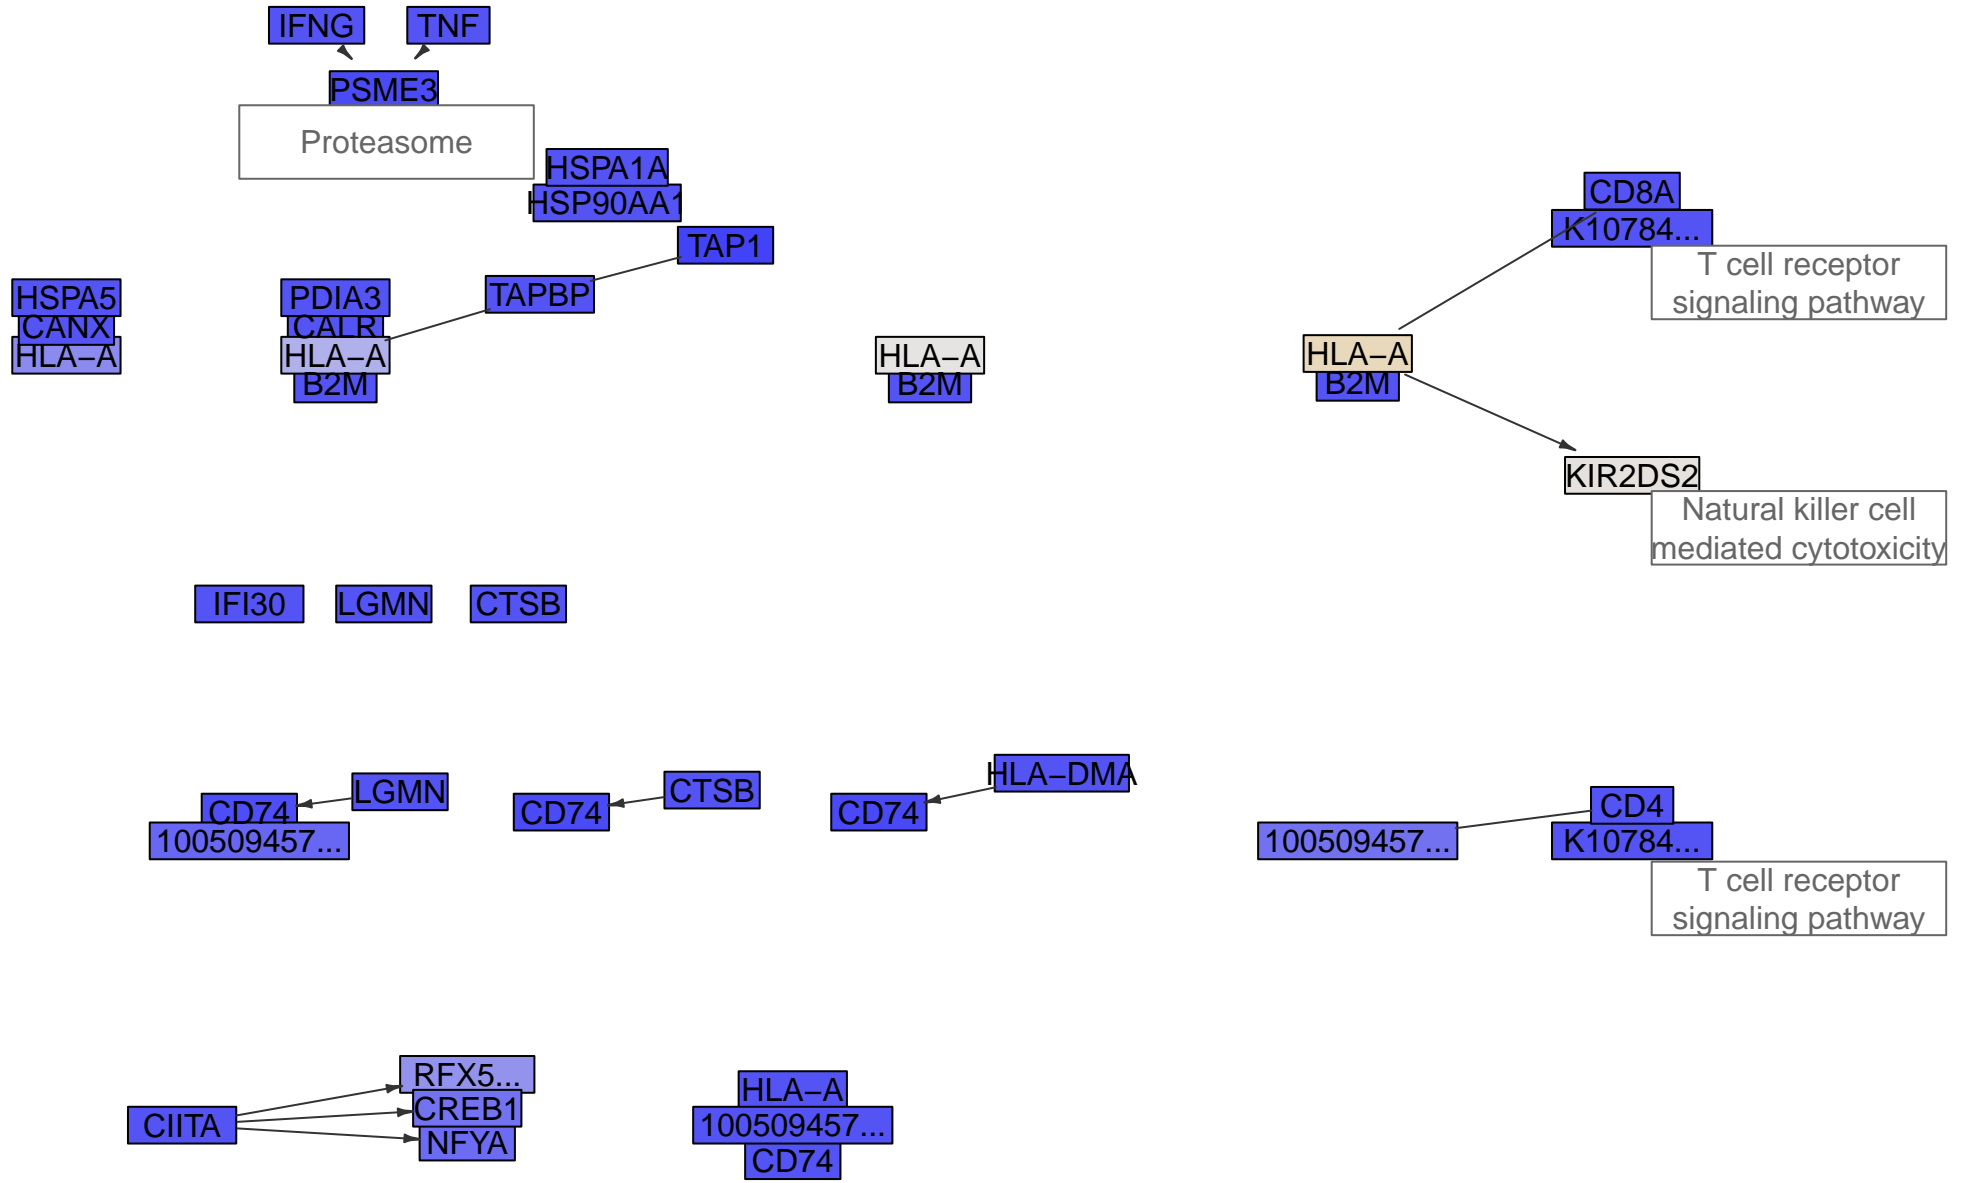 IFNG
TNF
PSME3
Proteasome
HSPA1A
HSP90AA1
TAP1
TAPBP
CD8A
K10784...
T cell receptor
signaling pathway
HSPA5
CANX
HLA−A
PDIA3
CALR
HLA−A
B2M
HLA−A
B2M
HLA−A
B2M
KIR2DS2
Natural killer cell
mediated cytotoxicity
IFI30
LGMN
CTSB
CD74
100509457...
LGMN
CD74
CTSB
CD74
HLA−DMA
100509457...
CD4
K10784...
T cell receptor
signaling pathway
CIITA
RFX5...
CREB1
NFYA
HLA−A
100509457...
CD74